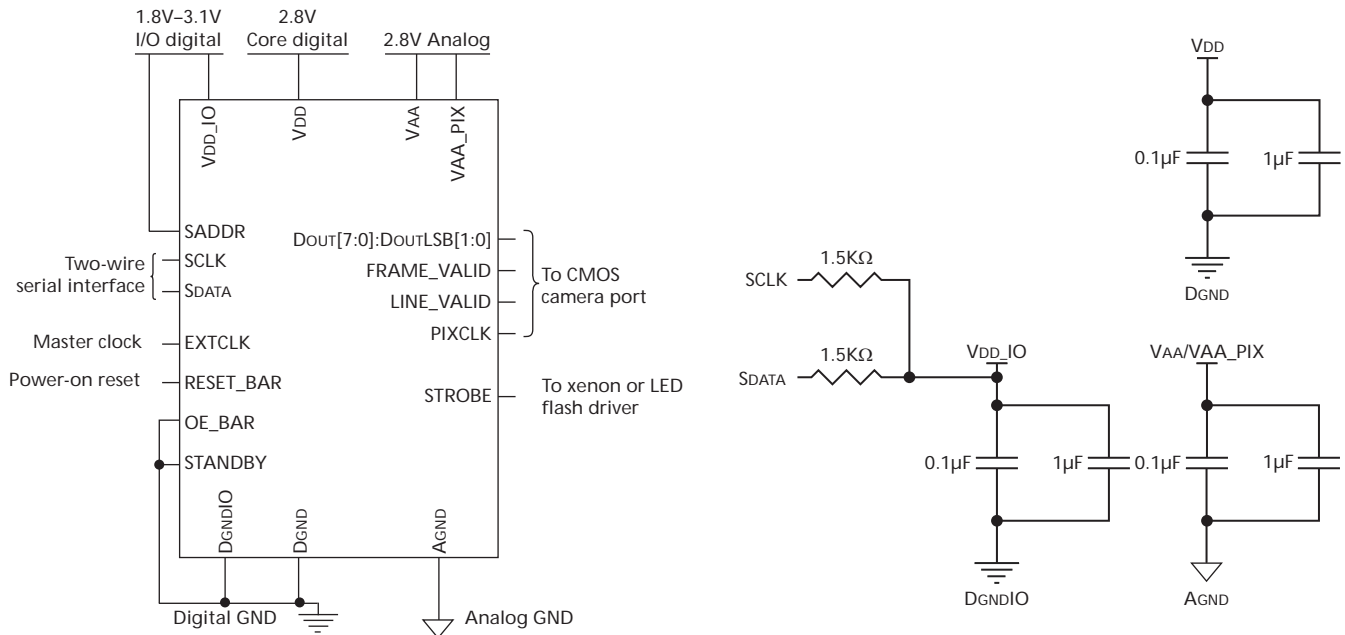 1.8V–3.1V
I/O digital
2.8V
Core digital
2.8V Analog
VDD_IO
VDD
VAA
VAA_PIX
SADDR
SCLK
SDATA
Two-wire
serial interface
Master clock
EXTCLK
Power-on reset
RESET_BAR
OE_BAR
STANDBY
DOUT[7:0]:DOUTLSB[1:0]
FRAME_VALID
LINE_VALID
PIXCLK
To CMOS
camera port
STROBE
To xenon or LED
flash driver
DGNDIO
DGND
AGND
Digital GND
Analog GND
SCLK
1.5KΩ
SDATA
1.5KΩ
VDD_IO
0.1µF
1µF
DGNDIO
VDD
0.1µF
1µF
DGND
VAA/VAA_PIX
0.1µF
1µF
AGND